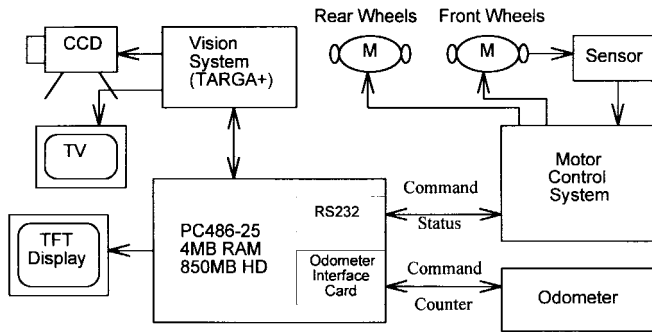 Rear Wheels
Front Wheels
CCD
Vision
System
(TARGA+)
M
M
Sensor
TV
Motor
Control
System
PC486-25
4MB RAM
850MB HD
RS232
Command
Status
TFT
Display
Odometer
Interface
Card
Command
Counter
Odometer